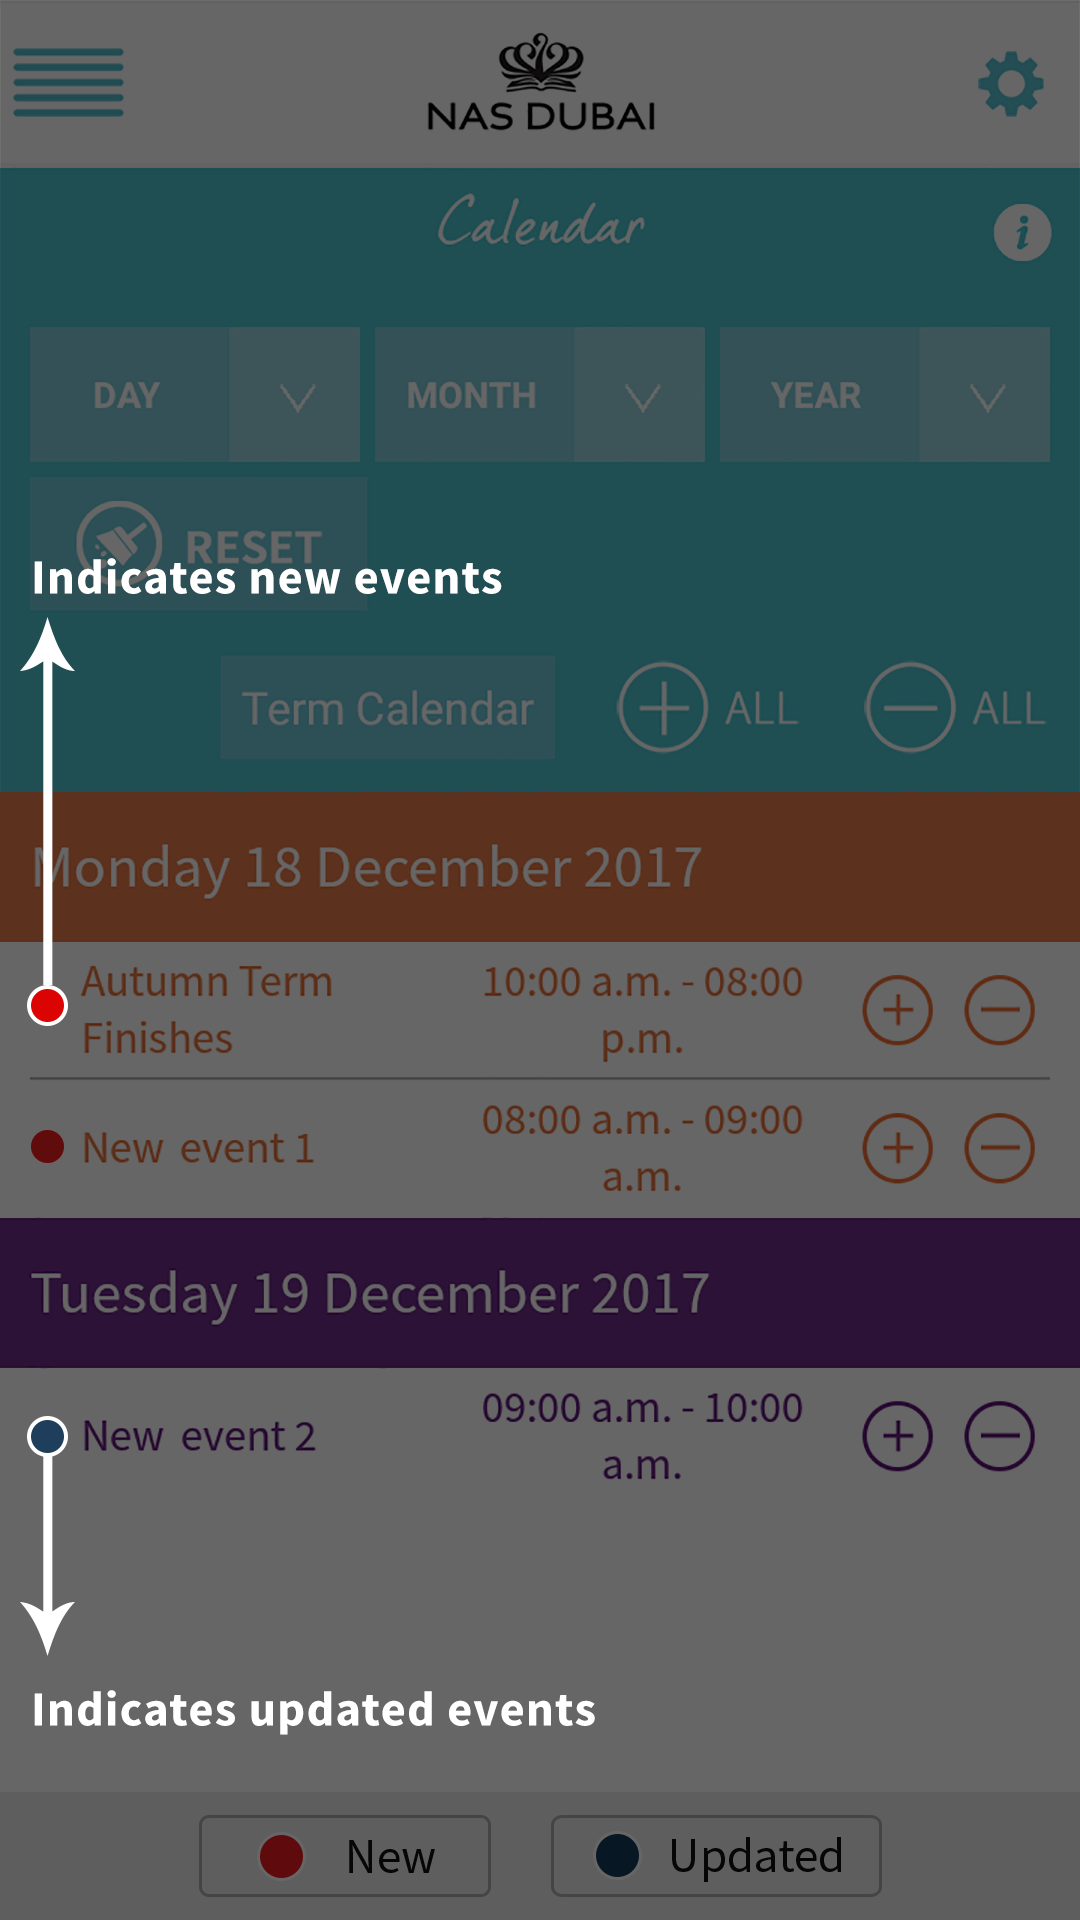 NAS DUBAI
Calendar
i
DAY
MONTH
YEAR
RESET
Indicates new events
Term Calendar
ALL
ALL
Monday 18 December 2017
Autumn Term
Finishes
10:00 a.m. - 08:00
p.m.
New event 1
08:00 a.m. - 09:00
a.m.
Tuesday 19 December 2017
New event 2
09:00 a.m. - 10:00
a.m.
Indicates updated events
New
Updated